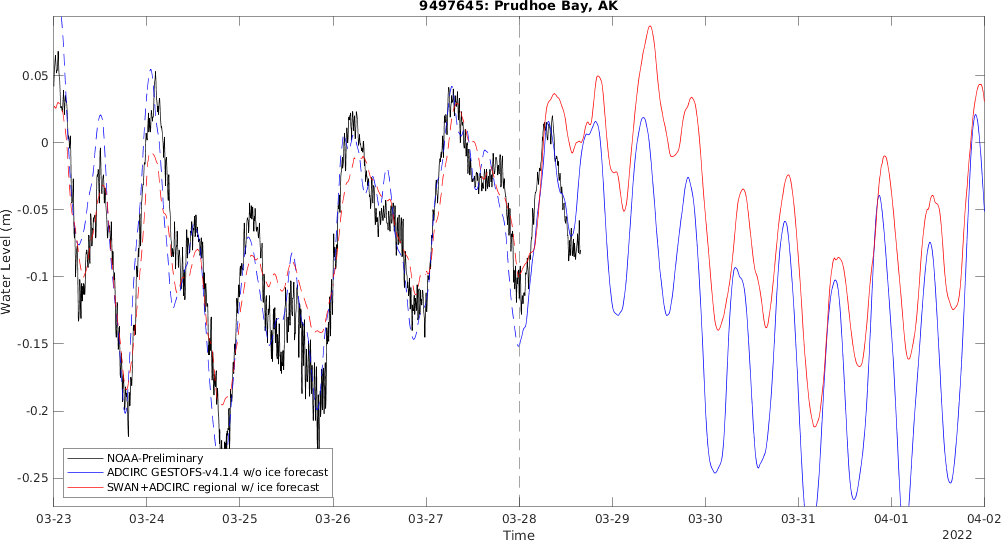 9497645: Prudhoe Bay, AK
Water Level (m)
0.05
0
-0.05
-0.1
-0.15
-0.2
-0.25
NOAA-Preliminary
ADCIRC GESTOFS-v4.1.4 w/o ice forecast
SWAN+ADCIRC regional w/ ice forecast
03-23 03-24 03-25 03-26 03-27 03-28 03-29 03-30 03-31 04-01 04-02
Time
2022